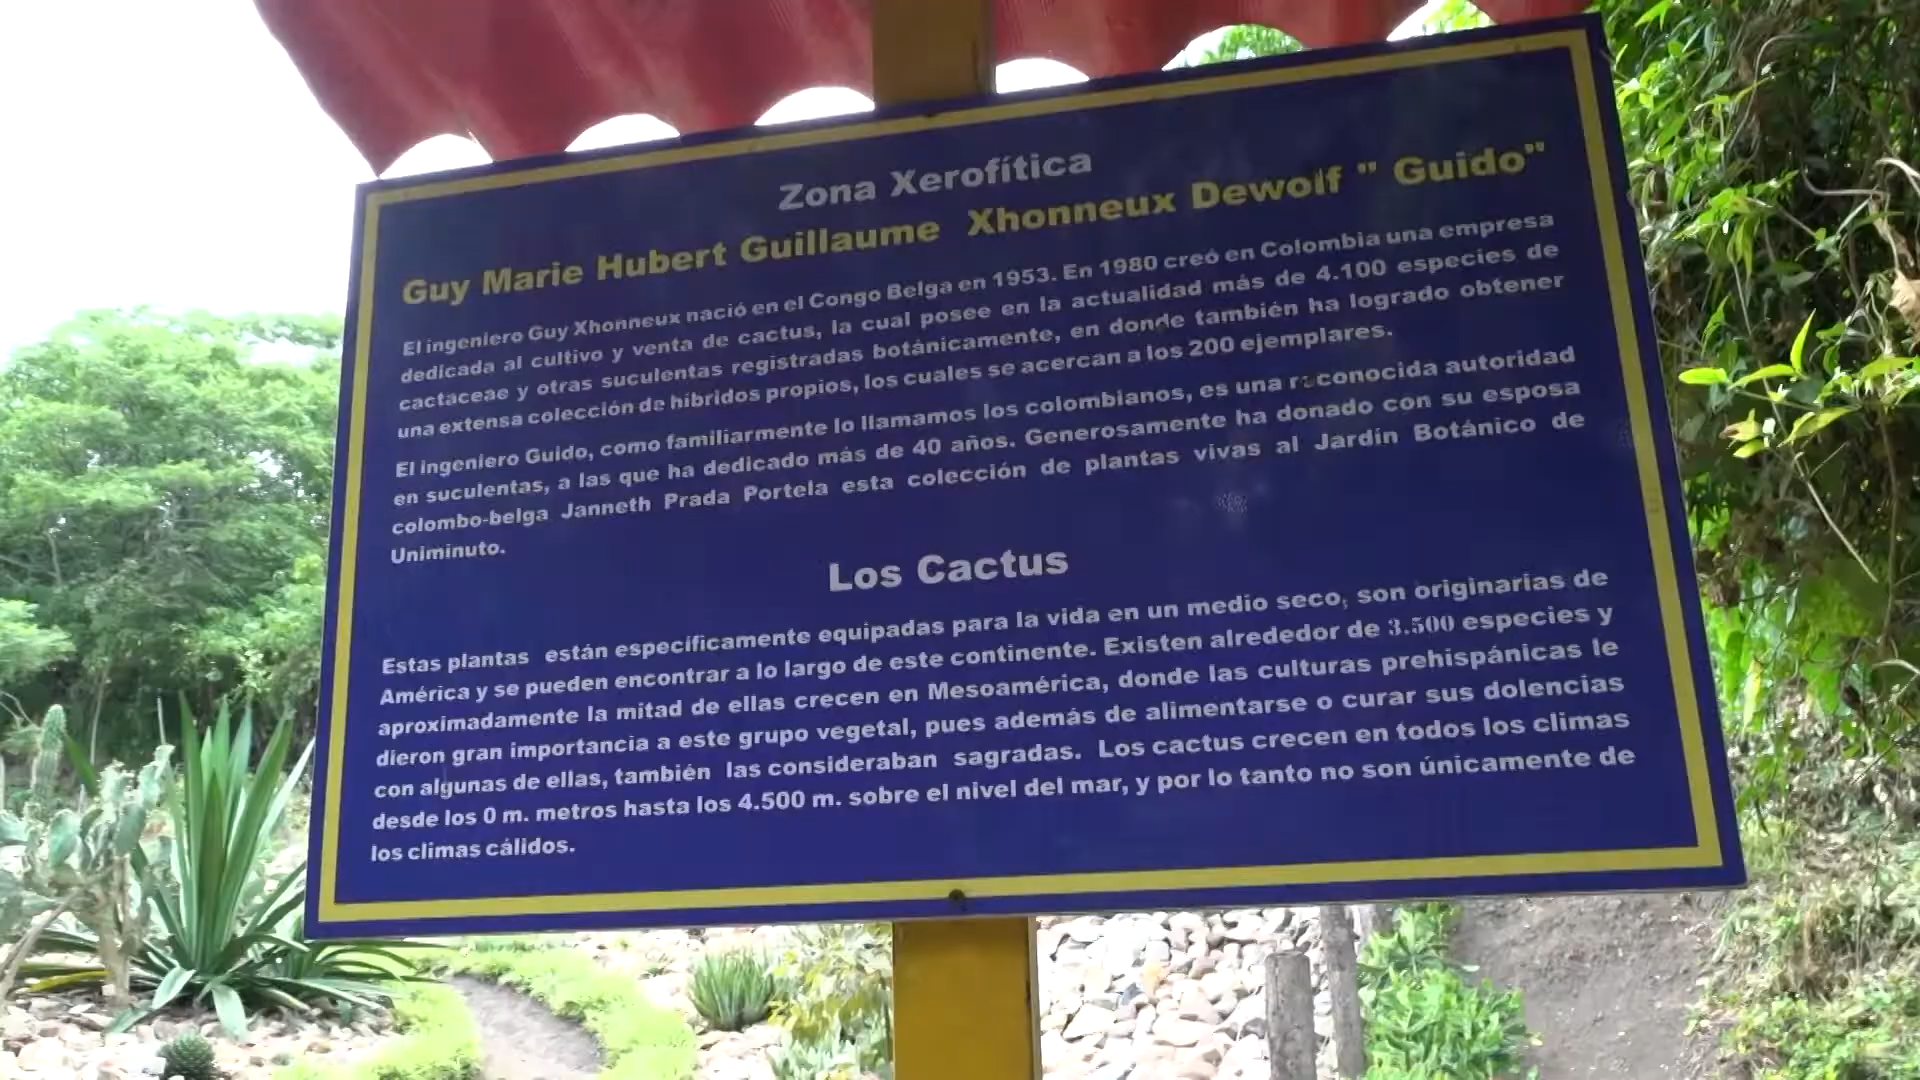 Zona Xerofítica
Guy Marie Hubert Guillaume Xhonneux Dewolf " Guido"
El ingeniero Guy Xhonneux nació en el Congo Belga en 1953. En 1980 creó en Colombia una empresa
dedicada al cultivo y venta de cactus, la cual posee en la actualidad más de 4.100 especies de
cactaceae y otras suculentas registradas botánicamente, en donde también ha logrado obtener
una extensa colección de híbridos propios, los cuales se acercan a los 200 ejemplares.
El ingeniero Guido, como familiarmente lo llamamos los colombianos, es una reconocida autoridad
en suculentas, a las que ha dedicado más de 40 años. Generosamente ha donado con su esposa
colombo-belga Janneth Prada Portela esta colección de plantas vivas al Jardín Botánico de
Uniminuto.
Los Cactus
Estas plantas están específicamente equipadas para la vida en un medio seco, son originarias de
América y se pueden encontrar a lo largo de este continente. Existen alrededor de 3.500 especies y
aproximadamente la mitad de ellas crecen en Mesoamérica, donde las culturas prehispánicas le
dieron gran importancia a este grupo vegetal, pues además de alimentarse o curar sus dolencias
con algunas de ellas, también las consideraban sagradas. Los cactus crecen en todos los climas
desde los 0 m. metros hasta los 4.500 m. sobre el nivel del mar, y por lo tanto no son únicamente de
los climas cálidos.